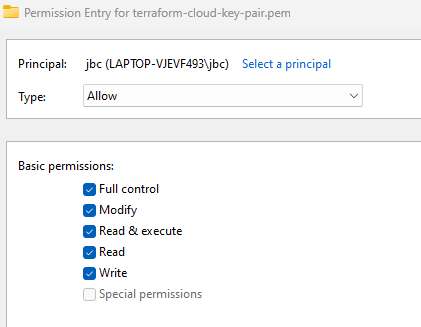 Permission Entry for terraform-cloud-key-pair.pem
Principal: jbc (LAPTOP-VJEVF493\jbc) Select a principal
Type: Allow
Basic permissions:
Full control
Modify
Read & execute
Read
Write
Special permissions